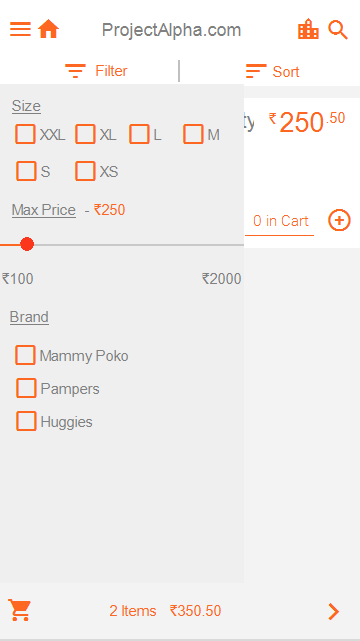 ProjectAlpha.com
Filter
Sort
Size
XXL XL L M
S XS
₹250.50
Max Price - ₹250
0 in Cart
₹100 ₹2000
Brand
Mammy Poko
Pampers
Huggies
2 Items ₹350.50